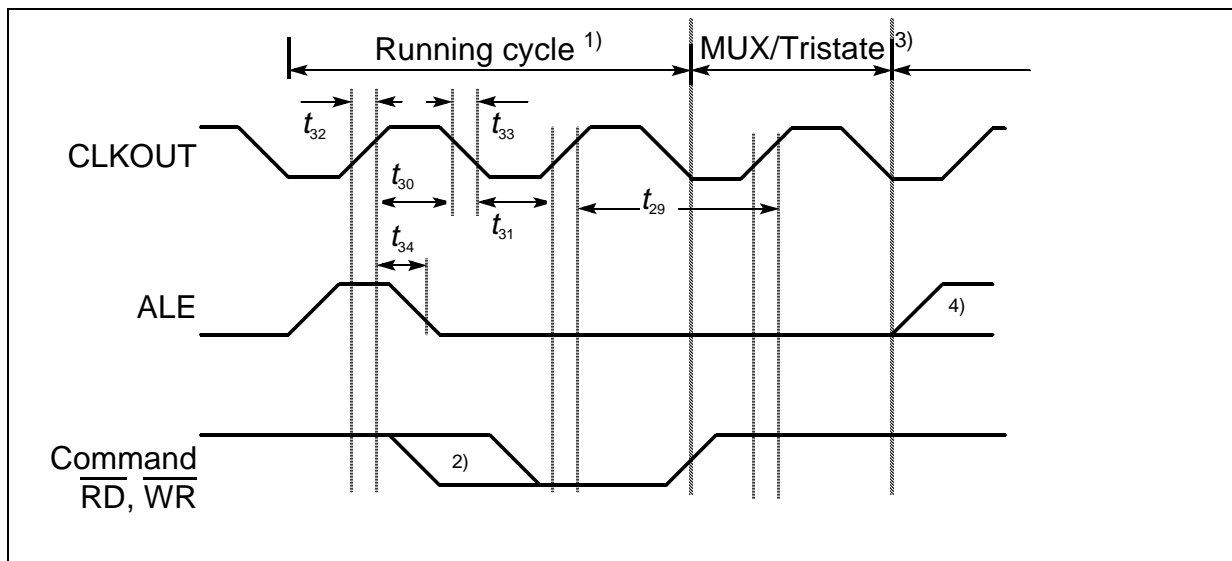 Running cycle 1) MUX/Tristate 3)
t32 t33
CLKOUT
t30
t31
t29
t34
ALE
4)
Command
RD, WR
2)